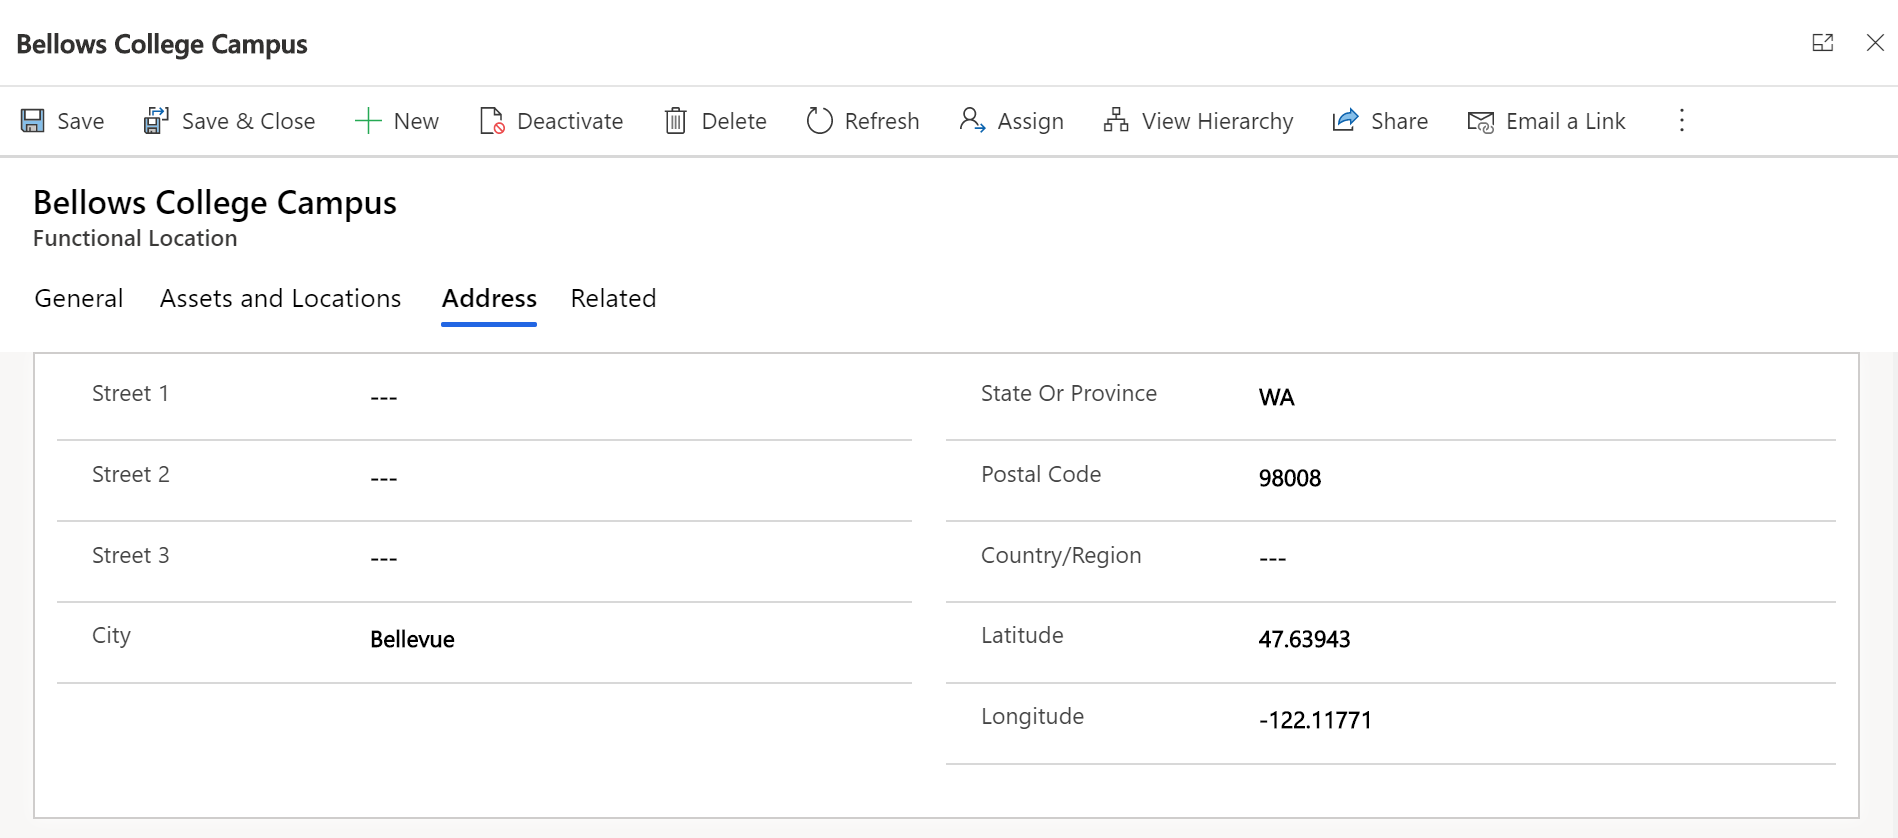 Bellows College Campus
Save Save & Close New Deactivate Delete Refresh Assign View Hierarchy Share Email a Link
Bellows College Campus
Functional Location
General Assets and Locations Address Related
Street 1 ---
Street 2 ---
Street 3 ---
City Bellevue
State Or Province WA
Postal Code 98008
Country/Region ---
Latitude 47.63943
Longitude -122.11771